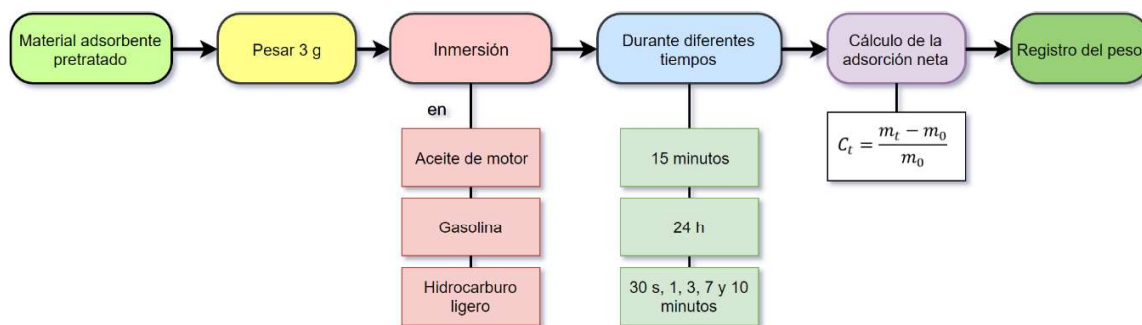 Material adsorbente
pretratado
Pesar 3 g
Inmersión
Durante diferentes
tiempos
Cálculo de la
adsorción neta
Registro del peso
en
Aceite de motor
Gasolina
Hidrocarburo
ligero
15 minutos
24 h
30 s, 1, 3, 7 y 10
minutos
$C_t = \frac{m_t - m_0}{m_0}$